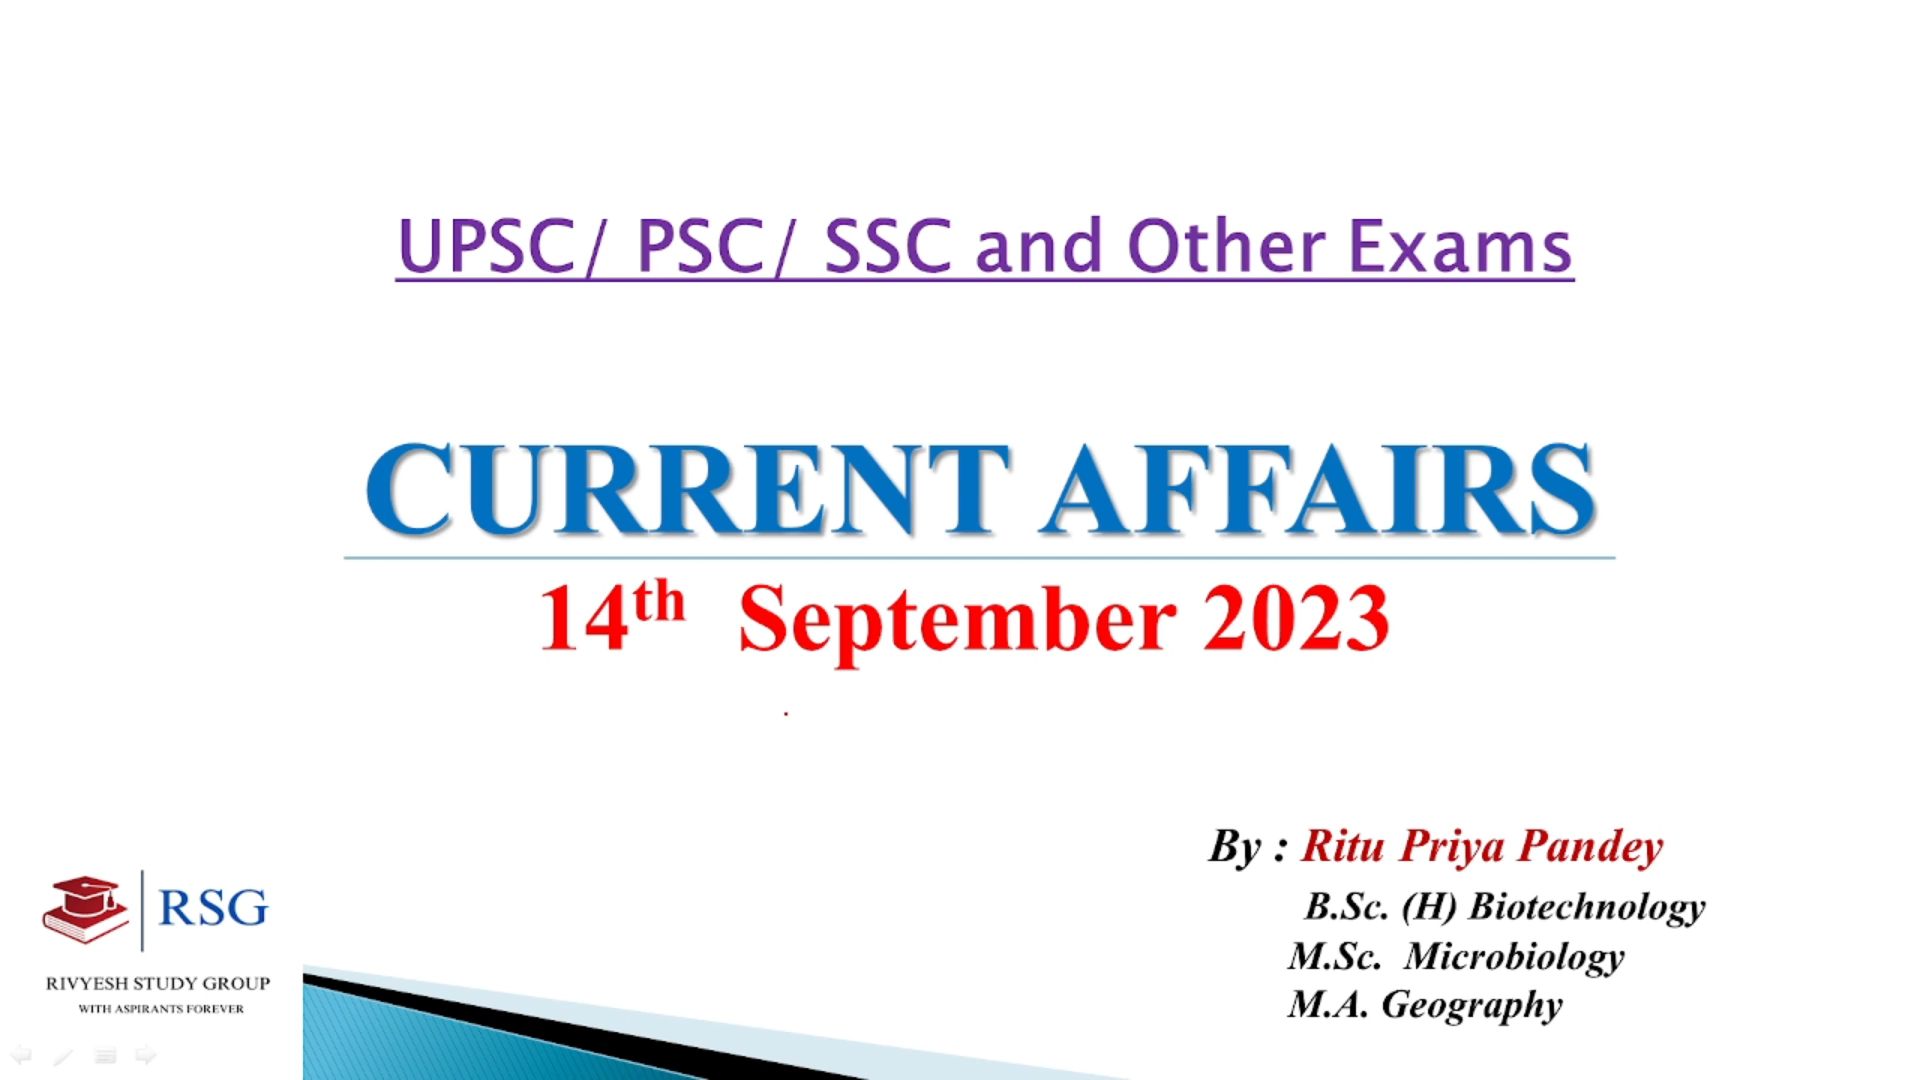 UPSC/ PSC/ SSC and Other Exams
CURRENT AFFAIRS
14th September 2023
By : Ritu Priya Pandey
B.Sc. (H) Biotechnology
M.Sc. Microbiology
M.A. Geography
RSG
RIVYESH STUDY GROUP
WITH ASPIRANTS FOREVER